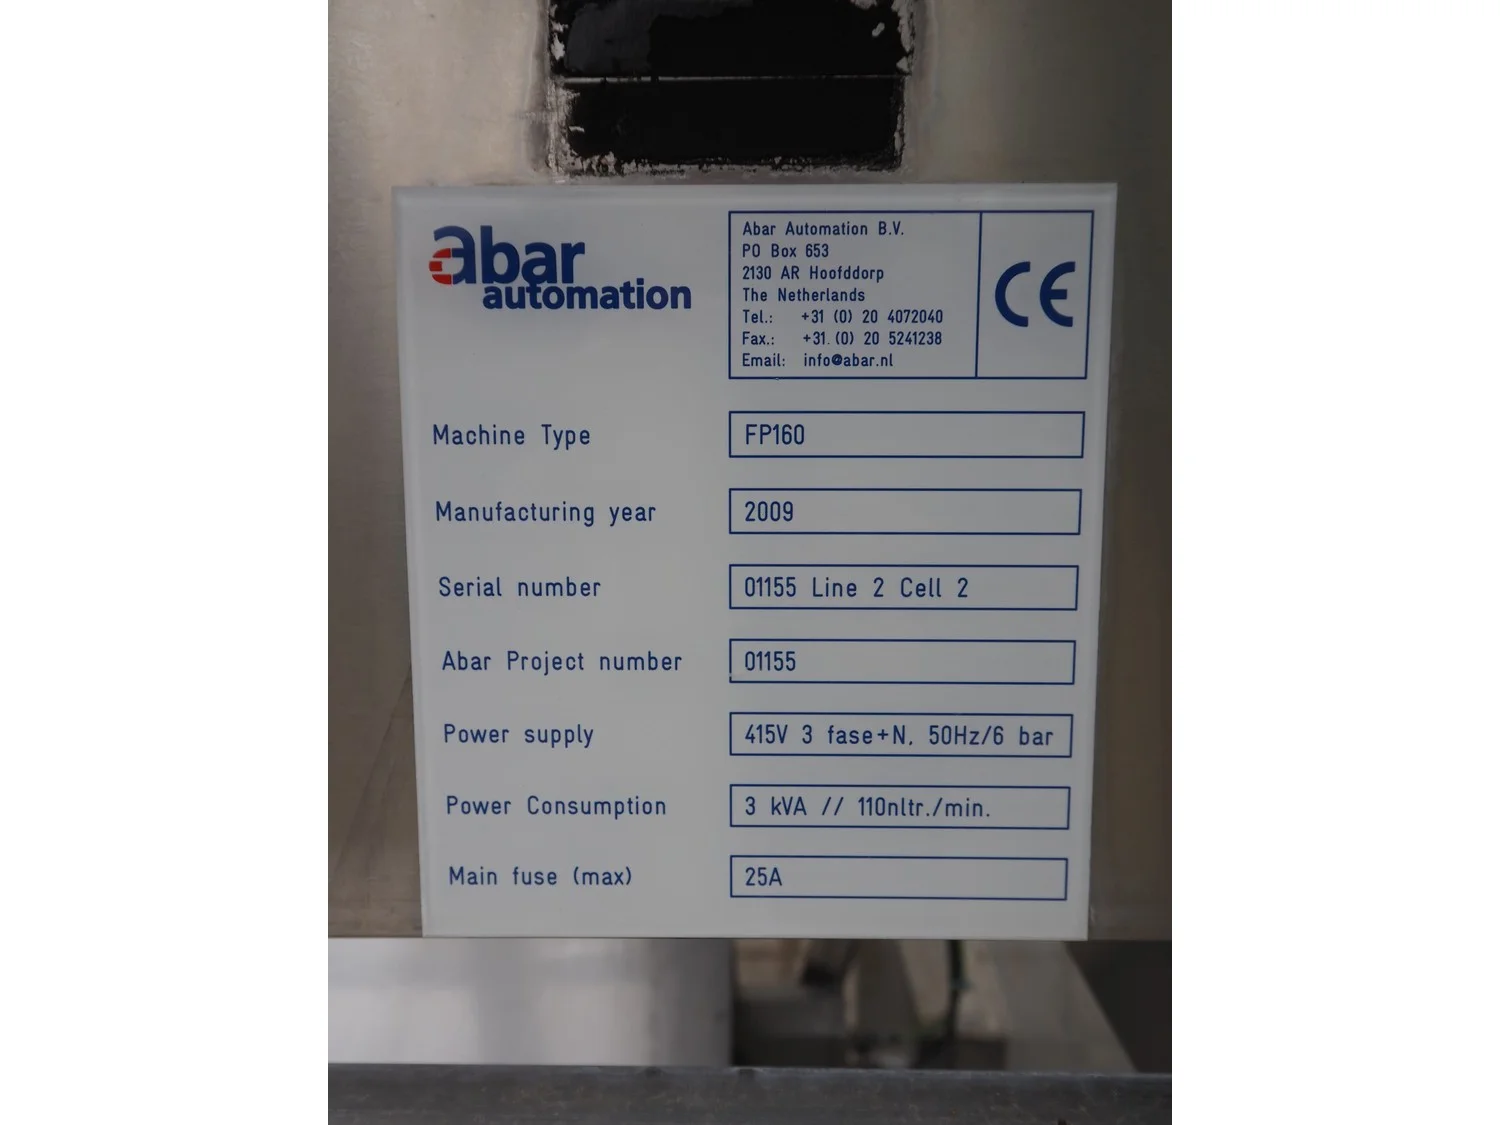 abar
automation
Abar Automation B.V.
PO Box 653
2130 AR Hoofddorp
The Netherlands
Tel.: +31 (0) 20 4072040
Fax.: +31 (0) 20 5241238
Email: info@abar.nl
CE
Machine Type FP160
Manufacturing year 2009
Serial number 01155 Line 2 Cell 2
Abar Project number 01155
Power supply 415V 3 fase+N, 50Hz/6 bar
Power Consumption 3 kVA // 110nltr./min.
Main fuse (max) 25A